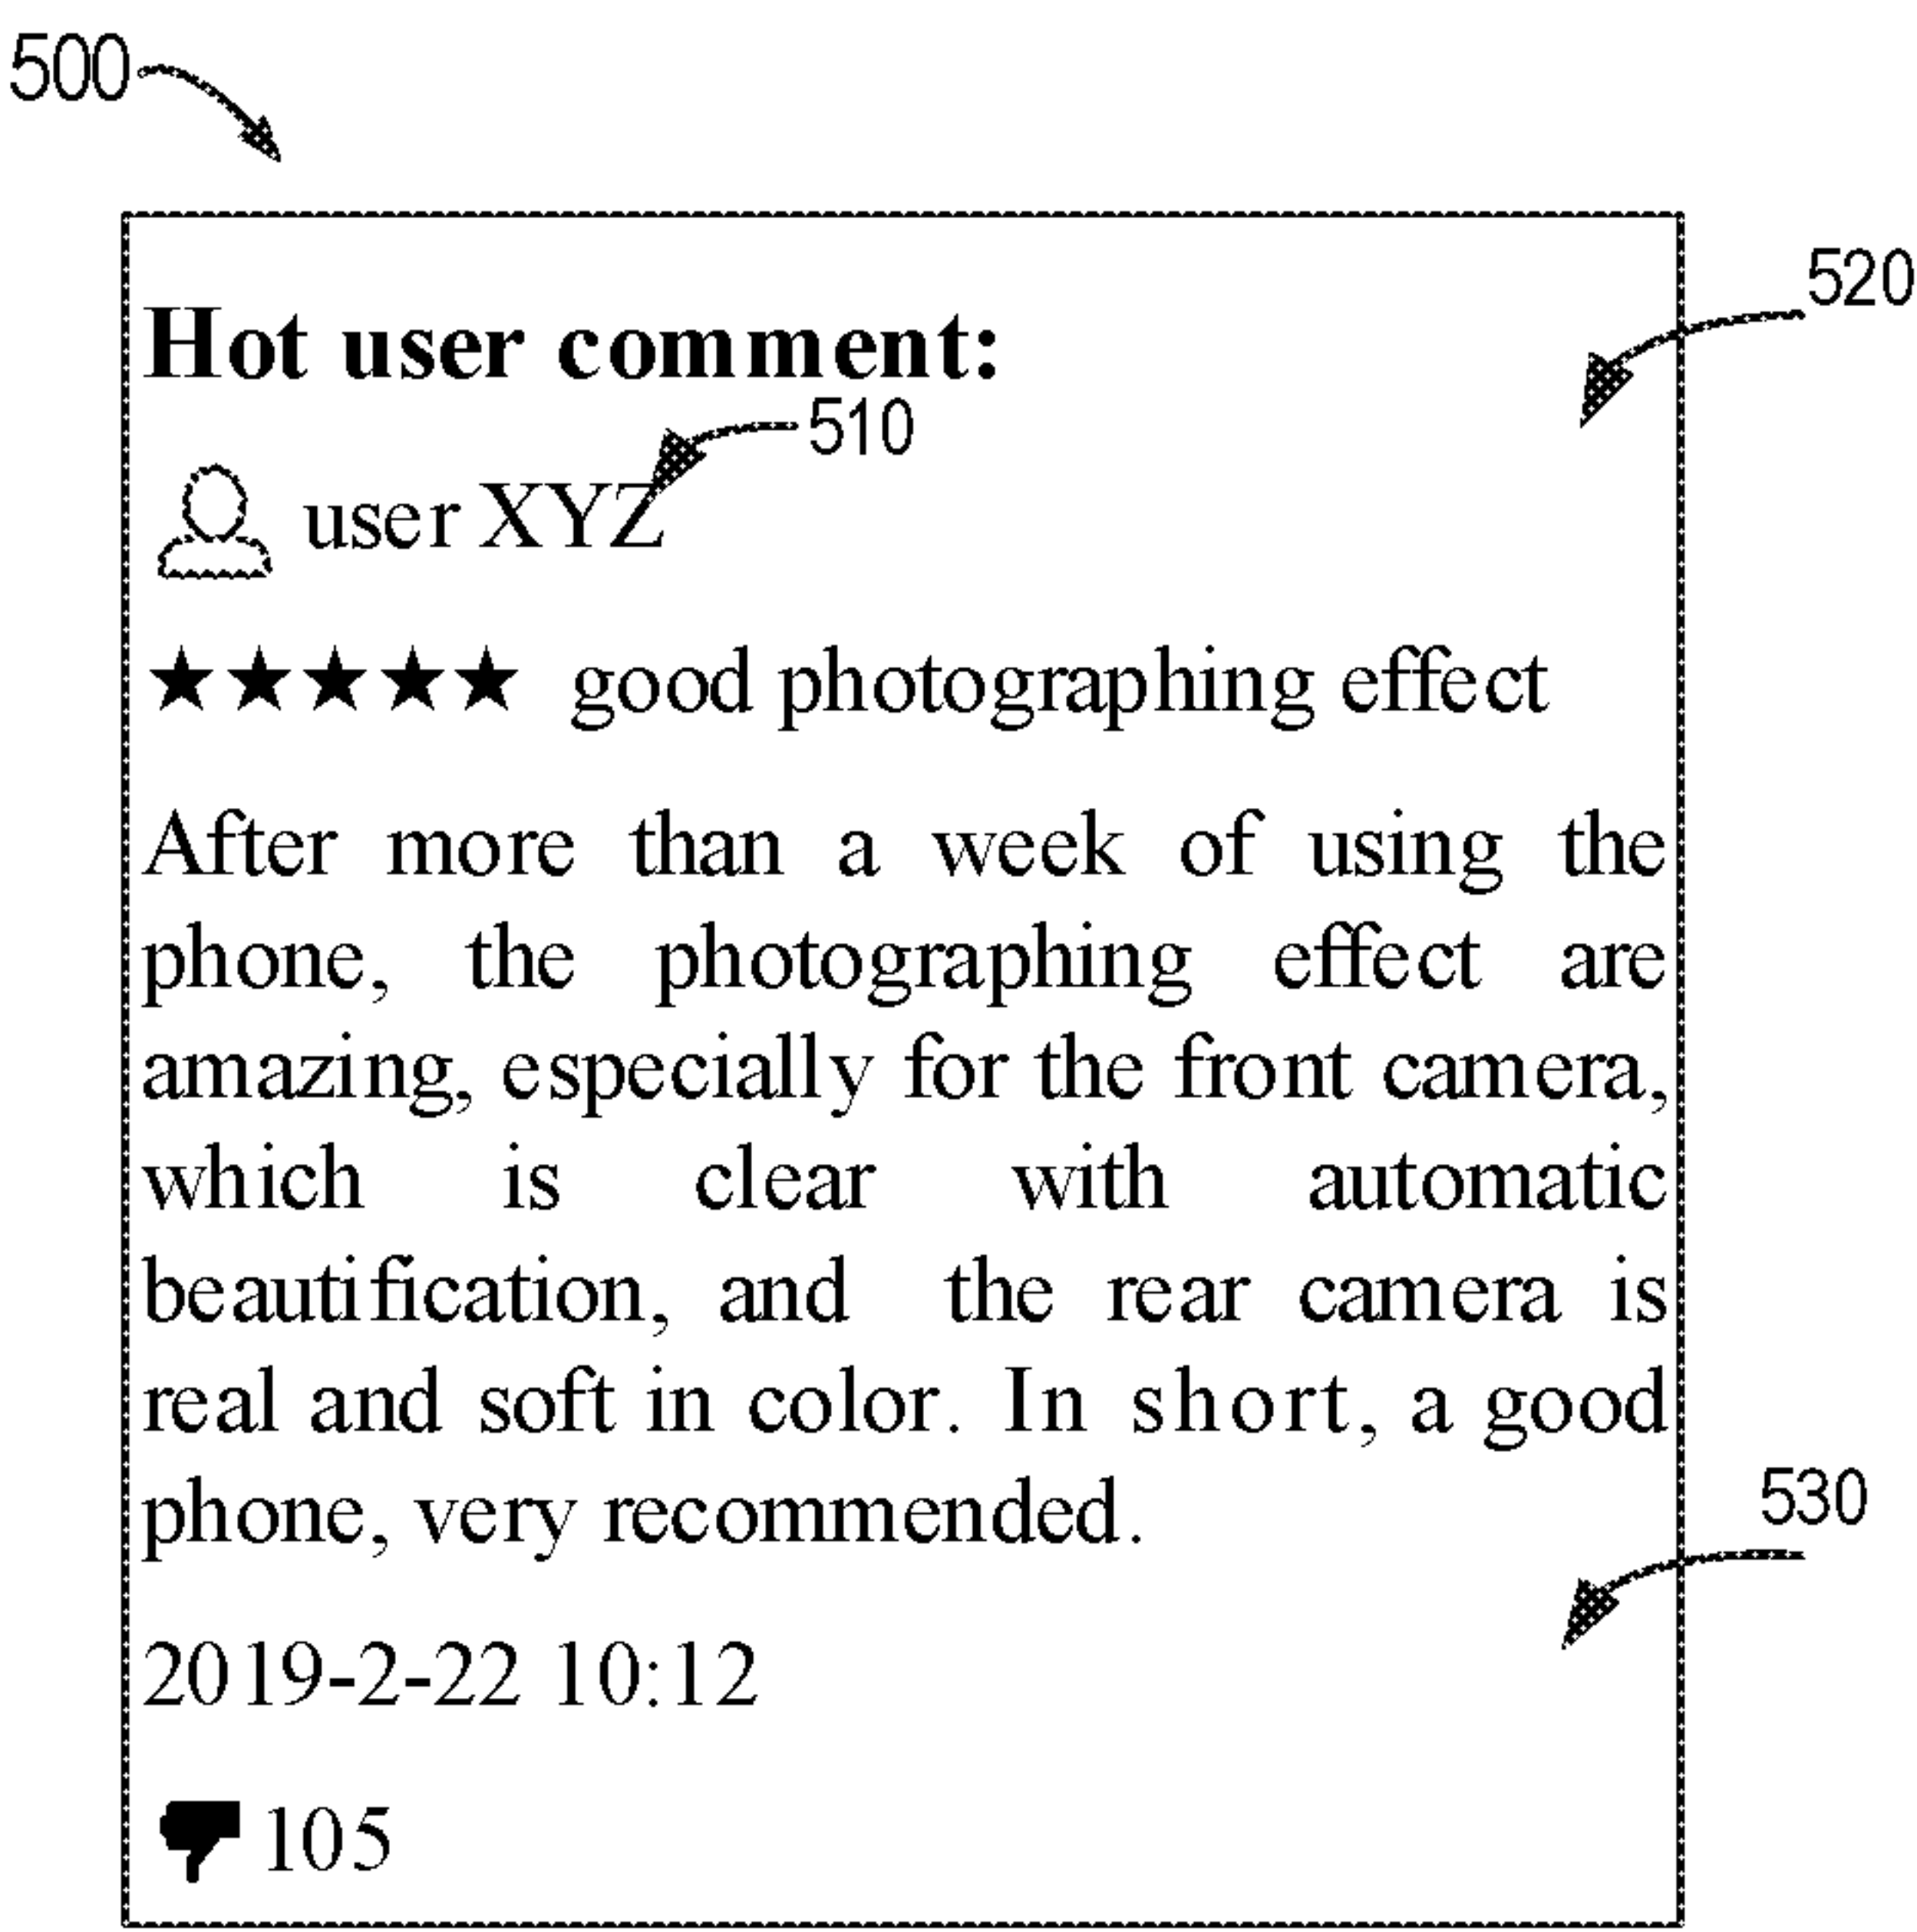 500
520
Hot user comment:
510
user XYZ
★★★★★ good photographing effect
After more than a week of using the
phone, the photographing effect are
amazing, especially for the front camera,
which is clear with automatic
beautification, and the rear camera is
real and soft in color. In short, a good
phone, very recommended.
530
2019-2-22 10:12
105